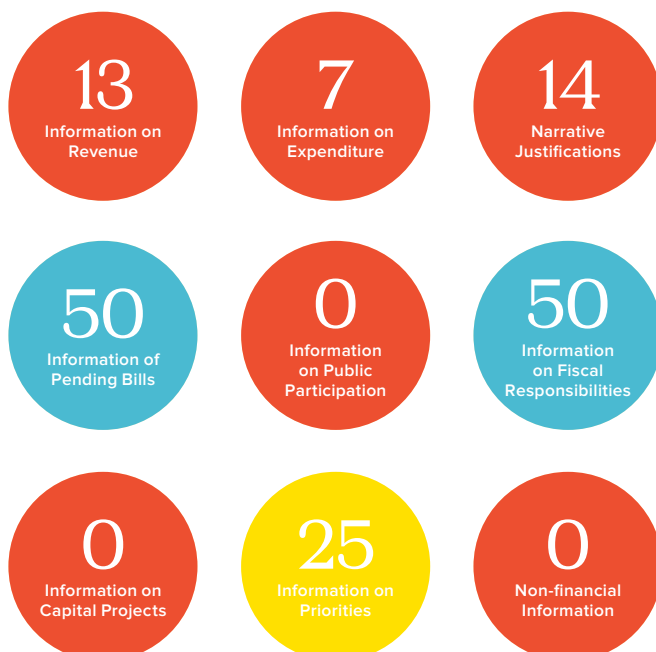 13
Information on
Revenue
7
Information on
Expenditure
14
Narrative
Justifications
50
Information of
Pending Bills
0
Information
on Public
Participation
50
Information
on Fiscal
Responsibilities
0
Information on
Capital Projects
25
Information on
Priorities
0
Non-financial
Information